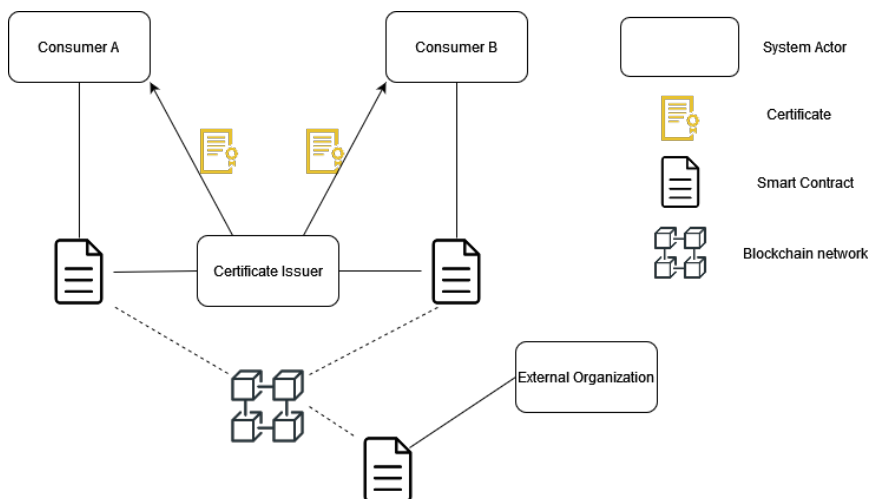 Consumer A
Consumer B
System Actor
Certificate
Smart Contract
Blockchain network
Certificate Issuer
External Organization